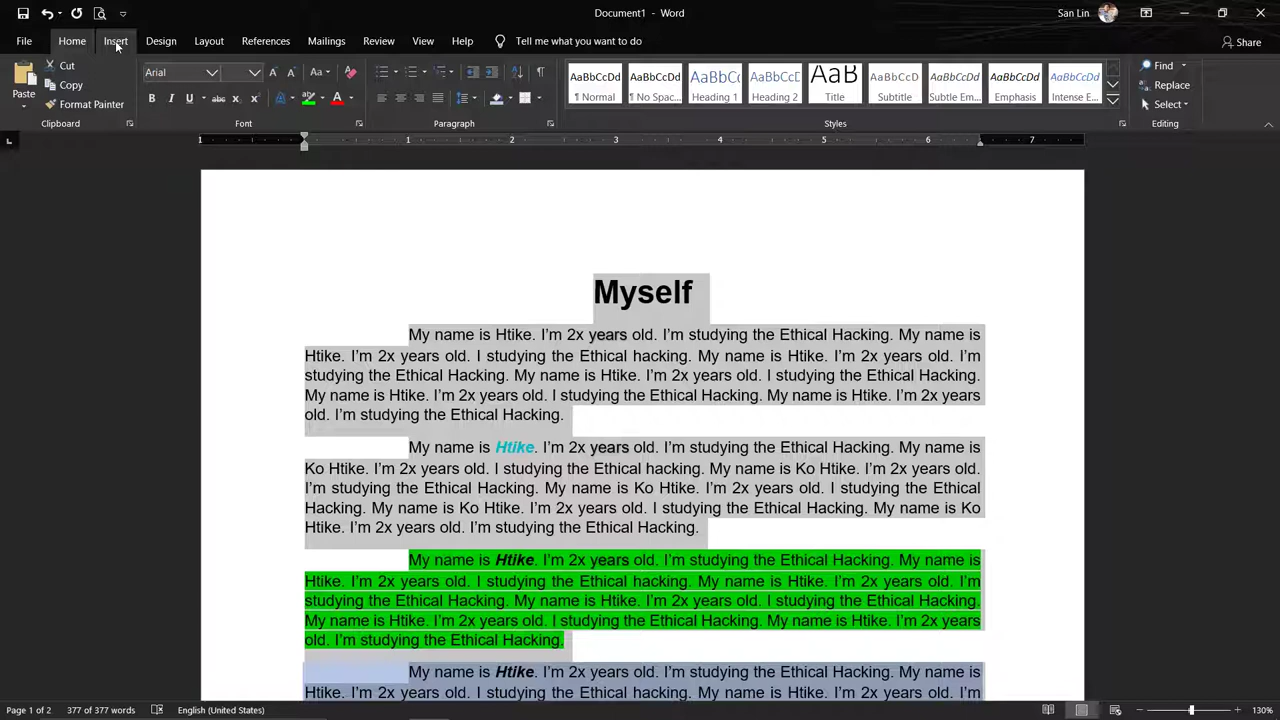 Document1 - Word
San Lin
File Home Insert Design Layout References Mailings Review View Help Tell me what you want to do Share
Paste
Cut
Copy
Format Painter
Clipboard
Arial
Aa
B I U abc x₂ x²
A A
Font
Paragraph
AaBbCcDd AaBbCcDd AaBbCc AaBbCcDd AaB AaBbCcDd AaBbCcDd AaBbCcDd AaBbCcDd
¶ Normal ¶ No Spac... Heading 1 Heading 2 Title Subtitle Subtle Em... Emphasis Intense E...
Styles
Find
Replace
Select
Editing
1 1 2 3 4 5 6 7
Myself
My name is Htike. I'm 2x years old. I'm studying the Ethical Hacking. My name is
Htike. I'm 2x years old. I studying the Ethical hacking. My name is Htike. I'm 2x years old. I'm
studying the Ethical Hacking. My name is Htike. I'm 2x years old. I studying the Ethical Hacking.
My name is Htike. I'm 2x years old. I studying the Ethical Hacking. My name is Htike. I'm 2x years
old. I'm studying the Ethical Hacking.
My name is Htike. I'm 2x years old. I'm studying the Ethical Hacking. My name is
Ko Htike. I'm 2x years old. I studying the Ethical hacking. My name is Ko Htike. I'm 2x years old.
I'm studying the Ethical Hacking. My name is Ko Htike. I'm 2x years old. I studying the Ethical
Hacking. My name is Ko Htike. I'm 2x years old. I studying the Ethical Hacking. My name is Ko
Htike. I'm 2x years old. I'm studying the Ethical Hacking.
My name is Htike. I'm 2x years old. I'm studying the Ethical Hacking. My name is
Htike. I'm 2x years old. I studying the Ethical hacking. My name is Htike. I'm 2x years old. I'm
studying the Ethical Hacking. My name is Htike. I'm 2x years old. I studying the Ethical Hacking.
My name is Htike. I'm 2x years old. I studying the Ethical Hacking. My name is Htike. I'm 2x years
old. I'm studying the Ethical Hacking.
My name is Htike. I'm 2x years old. I'm studying the Ethical Hacking. My name is
Htike. I'm 2x years old. I studying the Ethical hacking. My name is Htike. I'm 2x years old. I'm
Page 1 of 2 377 of 377 words English (United States) 130%